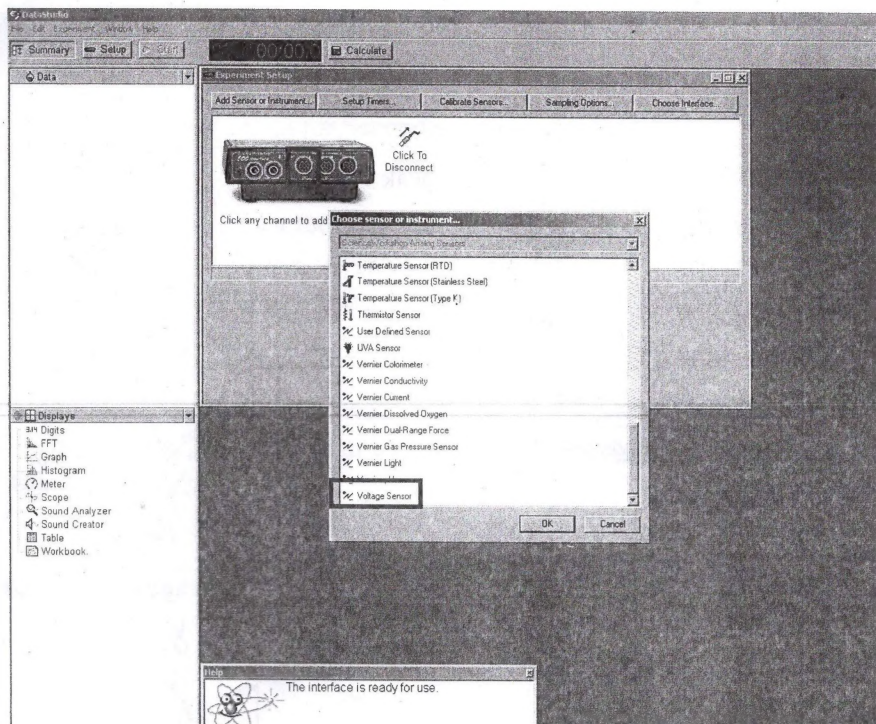 DataStudio
File Edit Experiment Window Help
Summary Setup Start 00:00.0 Calculate
Data
Experiment Setup
Add Sensor or Instrument... Setup Timers... Calibrate Sensors... Sampling Options... Choose Interface...
Click To
Disconnect
Click any channel to add
Choose sensor or instrument...
ScienceWorkshop Analog Sensors
Temperature Sensor (RTD)
Temperature Sensor (Stainless Steel)
Temperature Sensor (Type K)
Thermistor Sensor
User Defined Sensor
UVA Sensor
Vernier Colorimeter
Vernier Conductivity
Vernier Current
Vernier Dissolved Oxygen
Vernier Dual-Range Force
Vernier Gas Pressure Sensor
Vernier Light
Voltage Sensor
OK Cancel
Displays
3.14 Digits
FFT
Graph
Histogram
Meter
Scope
Sound Analyzer
Sound Creator
Table
Workbook
Help
The interface is ready for use.